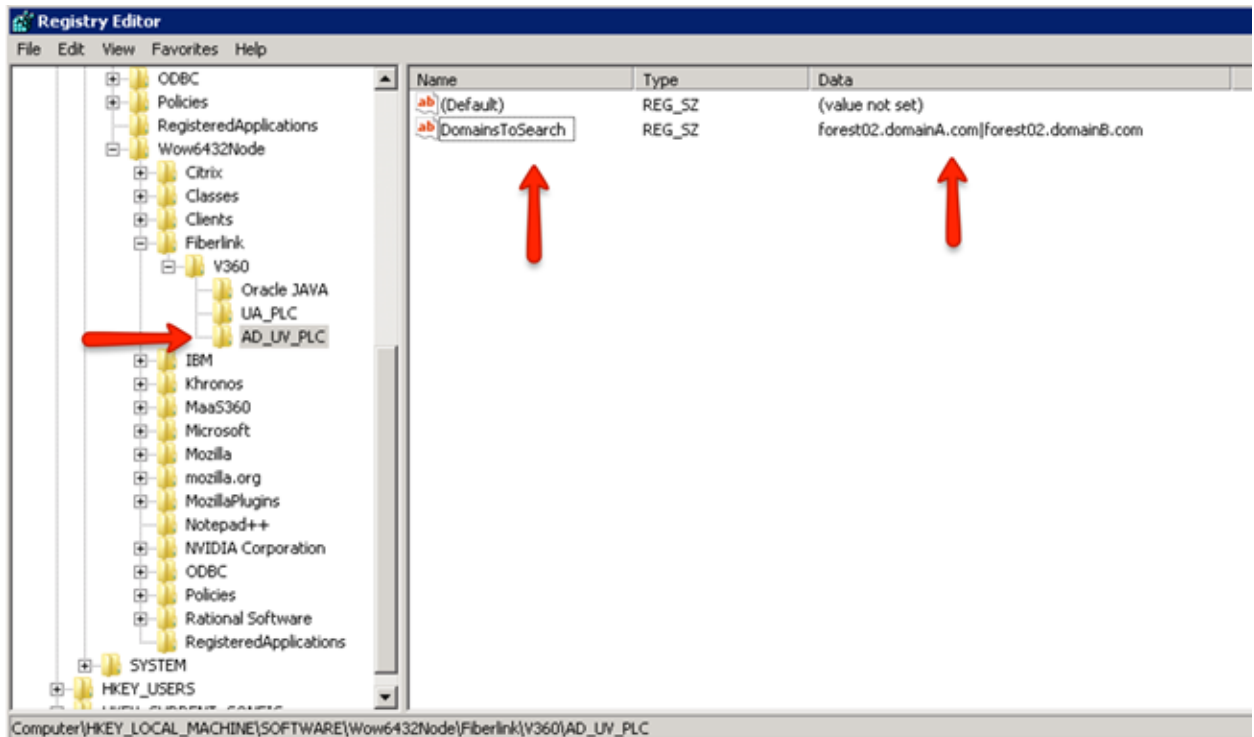 Registry Editor
File Edit View Favorites Help
ODBC
Policies
RegisteredApplications
Wow6432Node
Citrix
Classes
Clients
Fiberlink
V360
Oracle JAVA
UA_PLC
AD_UV_PLC
IBM
Khronos
MaaS360
Microsoft
Mozilla
mozilla.org
MozillaPlugins
Notepad++
NVIDIA Corporation
ODBC
Policies
Rational Software
RegisteredApplications
SYSTEM
HKEY_USERS
HKEY_CURRENT_CONFIG
Name Type Data
ab (Default) REG_SZ (value not set)
ab DomainsToSearch REG_SZ forest02.domainA.com|forest02.domainB.com
Computer\HKEY_LOCAL_MACHINE\SOFTWARE\Wow6432Node\Fiberlink\V360\AD_UV_PLC